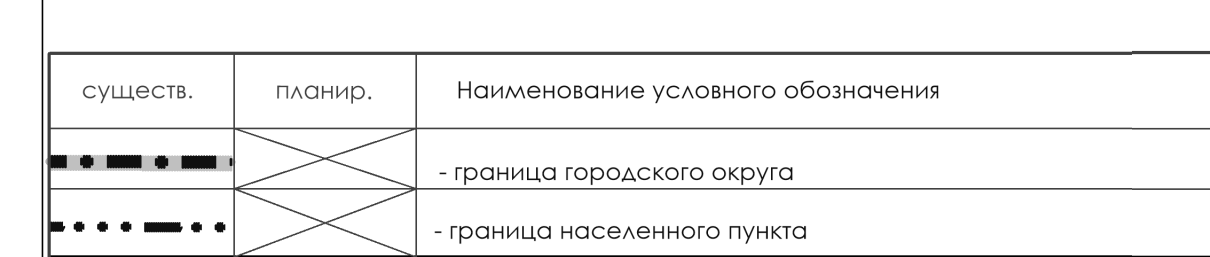 существ. планир. Наименование условного обозначения
- граница городского округа
- граница населенного пункта